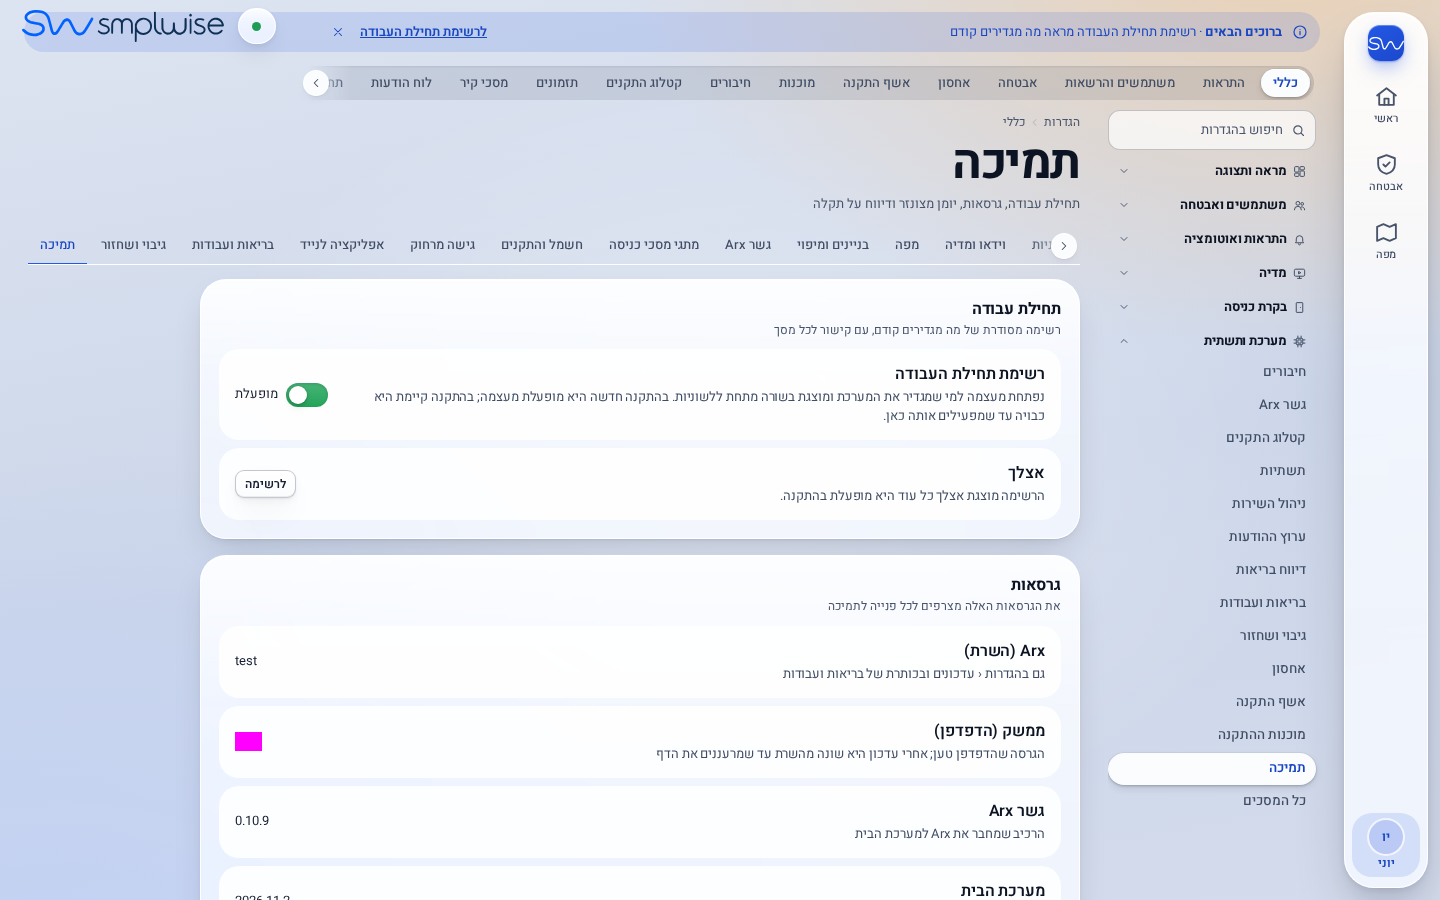 smplwise
ברוכים הבאים · רשימת תחילת העבודה מראה מה מגדירים קודם
לרשימת תחילת העבודה
כללי
התראות
משתמשים והרשאות
אבטחה
אחסון
אשף התקנה
מוכנות
חיבורים
קטלוג התקנים
תזמונים
מסכי קיר
לוח הודעות
ראשי
אבטחה
מפה
יו
יוני
חיפוש בהגדרות
מראה ותצוגה
משתמשים ואבטחה
התראות ואוטומציה
מדיה
בקרת כניסה
מערכת ותשתית
חיבורים
גשר Arx
קטלוג התקנים
תשתיות
ניהול השירות
ערוץ ההודעות
דיווח בריאות
בריאות ועבודות
גיבוי ושחזור
אחסון
אשף התקנה
מוכנות ההתקנה
תמיכה
כל המסכים
הגדרות › כללי
תמיכה
תחילת עבודה, גרסאות, יומן מצונזר ודיווח על תקלה
וידאו ומדיה
מפה
בניינים ומיפוי
גשר Arx
מתגי מסכי כניסה
חשמל והתקנים
גישה מרחוק
אפליקציה לנייד
בריאות ועבודות
גיבוי ושחזור
תמיכה
תחילת עבודה
רשימה מסודרת של מה מגדירים קודם, עם קישור לכל מסך
רשימת תחילת העבודה
נפתחת מעצמה למי שמגדיר את המערכת ומוצגת בשורה מתחת ללשוניות. בהתקנה חדשה היא מופעלת מעצמה; בהתקנה קיימת היא
כבויה עד שמפעילים אותה כאן.
מופעלת
אצלך
הרשימה מוצגת אצלך כל עוד היא מופעלת בהתקנה.
לרשימה
גרסאות
את הגרסאות האלה מצרפים לכל פנייה לתמיכה
Arx (השרת)
גם בהגדרות › עדכונים ובכותרת של בריאות ועבודות
test
ממשק (הדפדפן)
הגרסה שהדפדפן טען; אחרי עדכון היא שונה מהשרת עד שמרעננים את הדף
גשר Arx
הרכיב שמחבר את Arx למערכת הבית
0.10.9
מערכת הבית